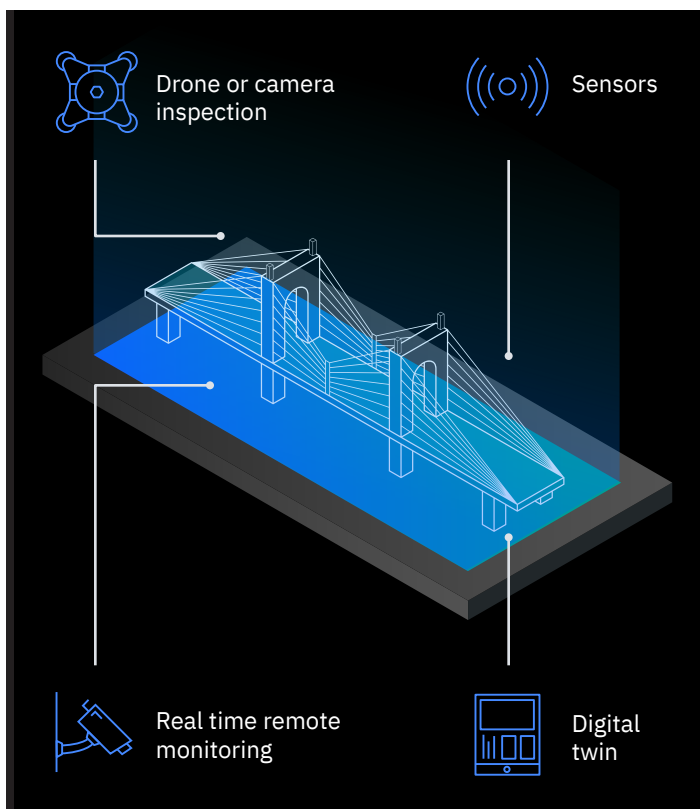 Drone or camera
inspection
Sensors
Real time remote
monitoring
Digital
twin